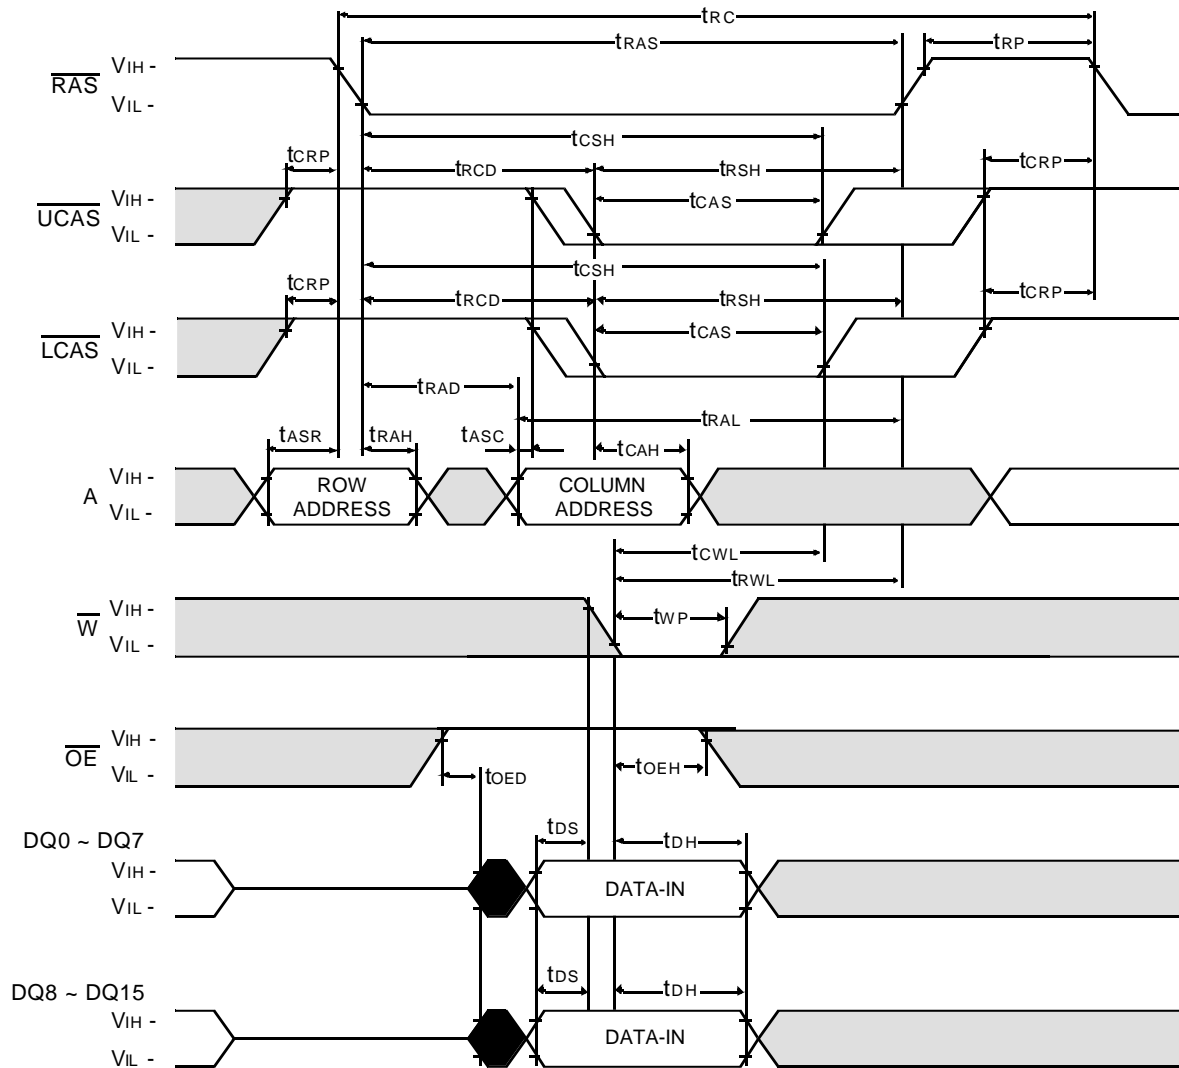 tRC
tRAS
tRP
RAS
VIH -
VIL -
tCSH
tCRP
tRCD
tRSH
tCRP
UCAS
VIH -
VIL -
tCAS
tCSH
tCRP
tRCD
tRSH
tCRP
LCAS
VIH -
VIL -
tCAS
tRAD
tRAL
tASR
tRAH
tASC
tCAH
A
VIH -
VIL -
ROW
ADDRESS
COLUMN
ADDRESS
tCWL
tRWL
W
VIH -
VIL -
tWP
OE
VIH -
VIL -
tOED
tOEH
DQ0 ~ DQ7
tDS
tDH
VIH -
VIL -
DATA-IN
DQ8 ~ DQ15
tDS
tDH
VIH -
VIL -
DATA-IN